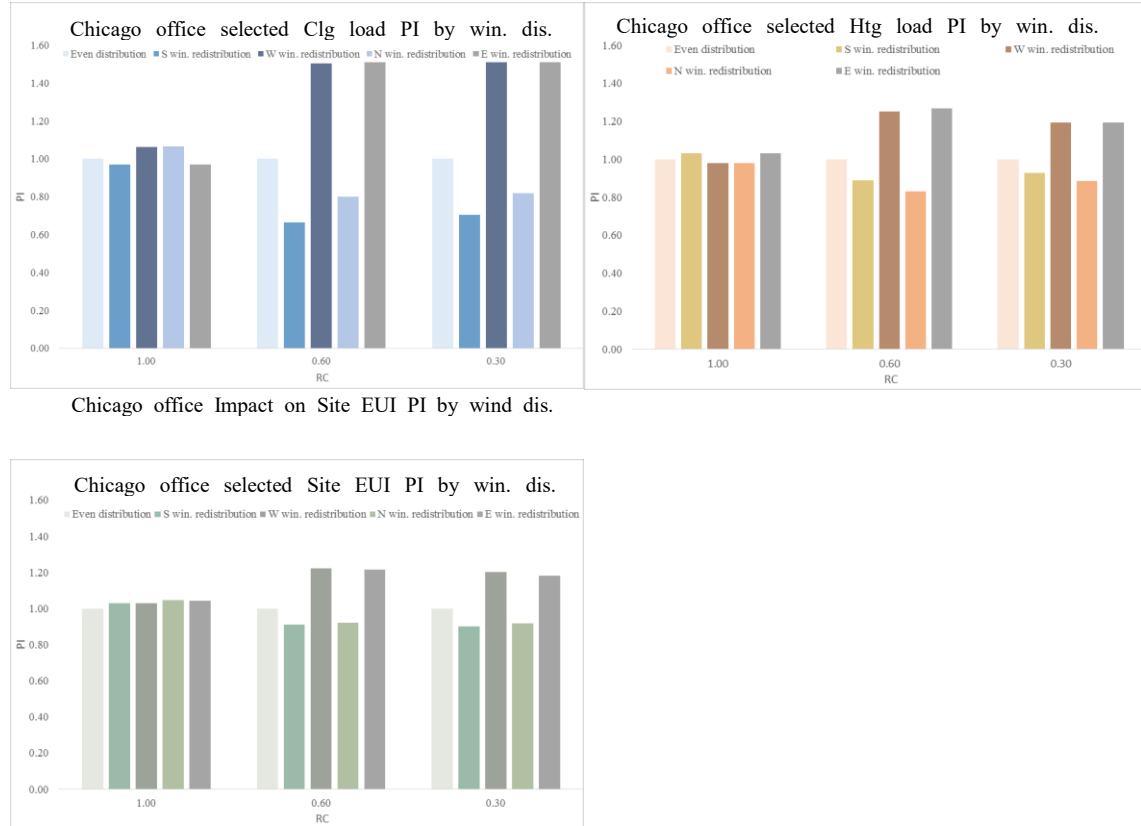 Chicago office selected Clg load PI by win. dis.
1.60
Even distribution S win. redistribution W win. redistribution N win. redistribution E win. redistribution
1.40
1.20
1.00
PI
0.80
0.60
0.40
0.20
0.00
1.00 0.60 0.30
RC
Chicago office selected Htg load PI by win. dis.
1.60
Even distribution S win. redistribution W win. redistribution
N win. redistribution E win. redistribution
1.40
1.20
1.00
PI
0.80
0.60
0.40
0.20
0.00
1.00 0.60 0.30
RC
Chicago office Impact on Site EUI PI by wind dis.
Chicago office selected Site EUI PI by win. dis.
1.60
Even distribution S win. redistribution W win. redistribution N win. redistribution E win. redistribution
1.40
1.20
1.00
PI
0.80
0.60
0.40
0.20
0.00
1.00 0.60 0.30
RC